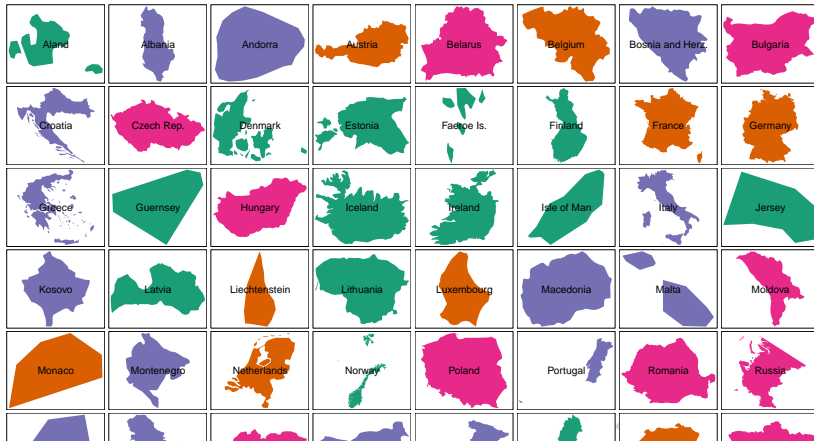 Aland
Albania
Andorra
Austria
Belarus
Belgium
Bosnia and Herz.
Bulgaria
Croatia
Czech Rep.
Denmark
Estonia
Faeroe Is.
Finland
France
Germany
Greece
Guernsey
Hungary
Iceland
Ireland
Isle of Man
Italy
Jersey
Kosovo
Latvia
Liechtenstein
Lithuania
Luxembourg
Macedonia
Malta
Moldova
Monaco
Montenegro
Netherlands
Norway
Poland
Portugal
Romania
Russia